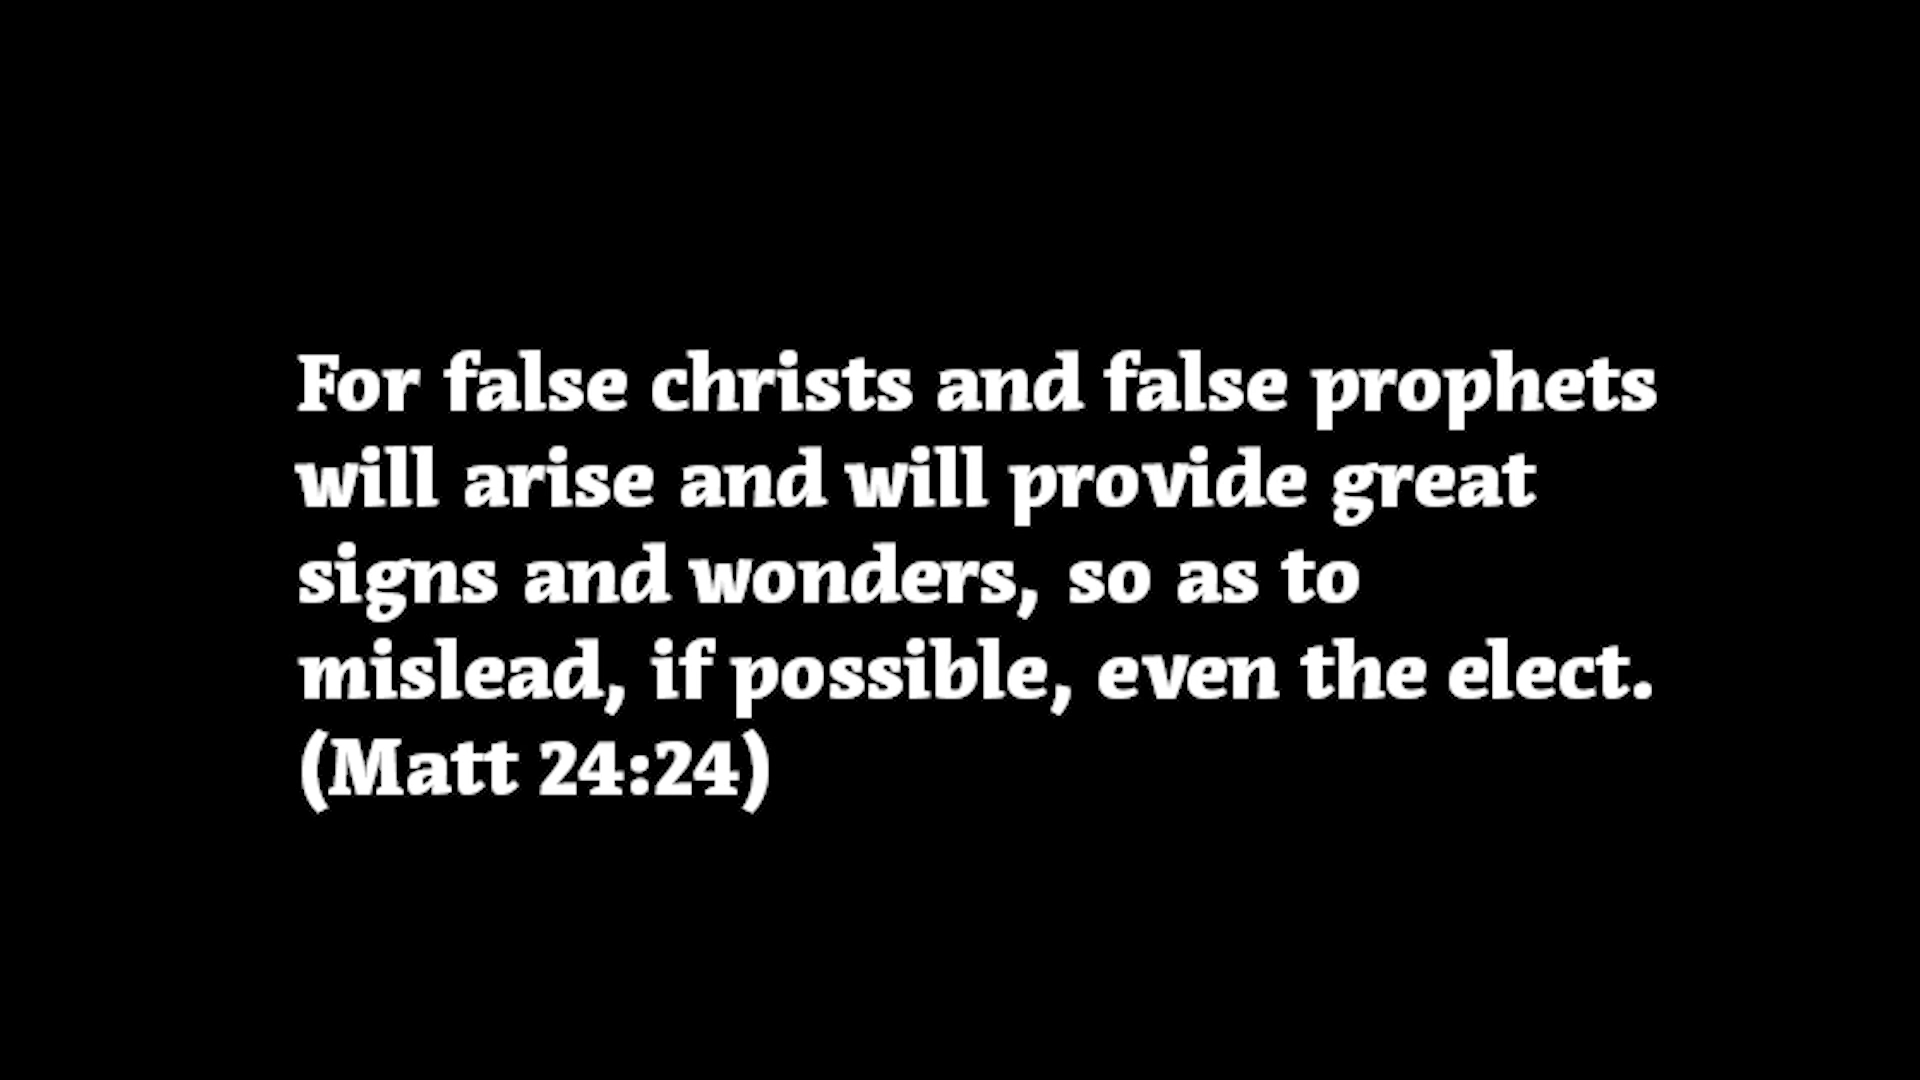 For false christs and false prophets
will arise and will provide great
signs and wonders, so as to
mislead, if possible, even the elect.
(Matt 24:24)